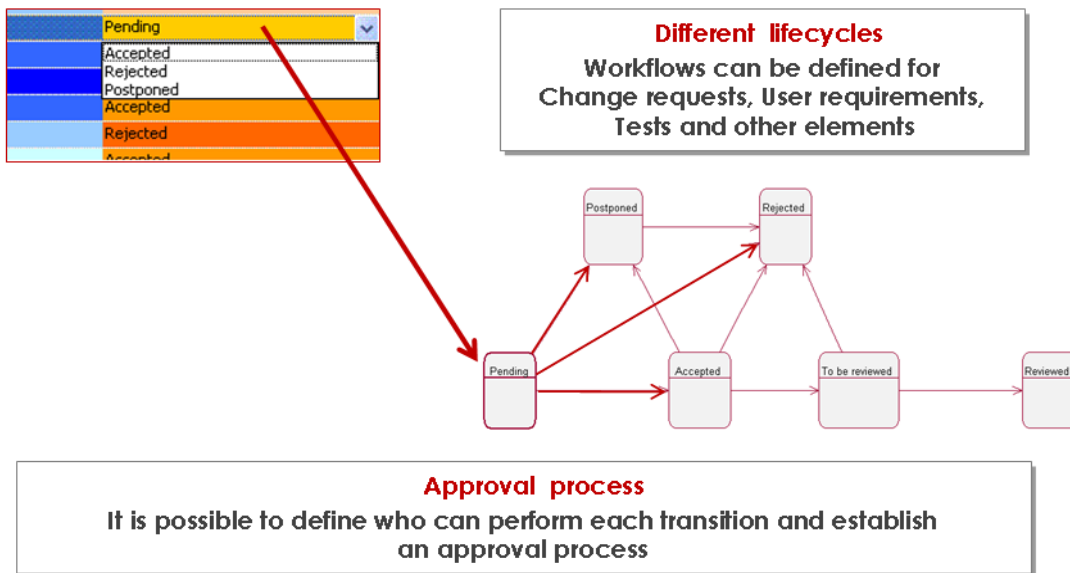 Pending
Accepted
Rejected
Postponed
Accepted
Rejected
Accepted
Different lifecycles
Workflows can be defined for
Change requests, User requirements,
Tests and other elements
Postponed
Rejected
Pending
Accepted
To be reviewed
Reviewed
Approval process
It is possible to define who can perform each transition and establish
an approval process